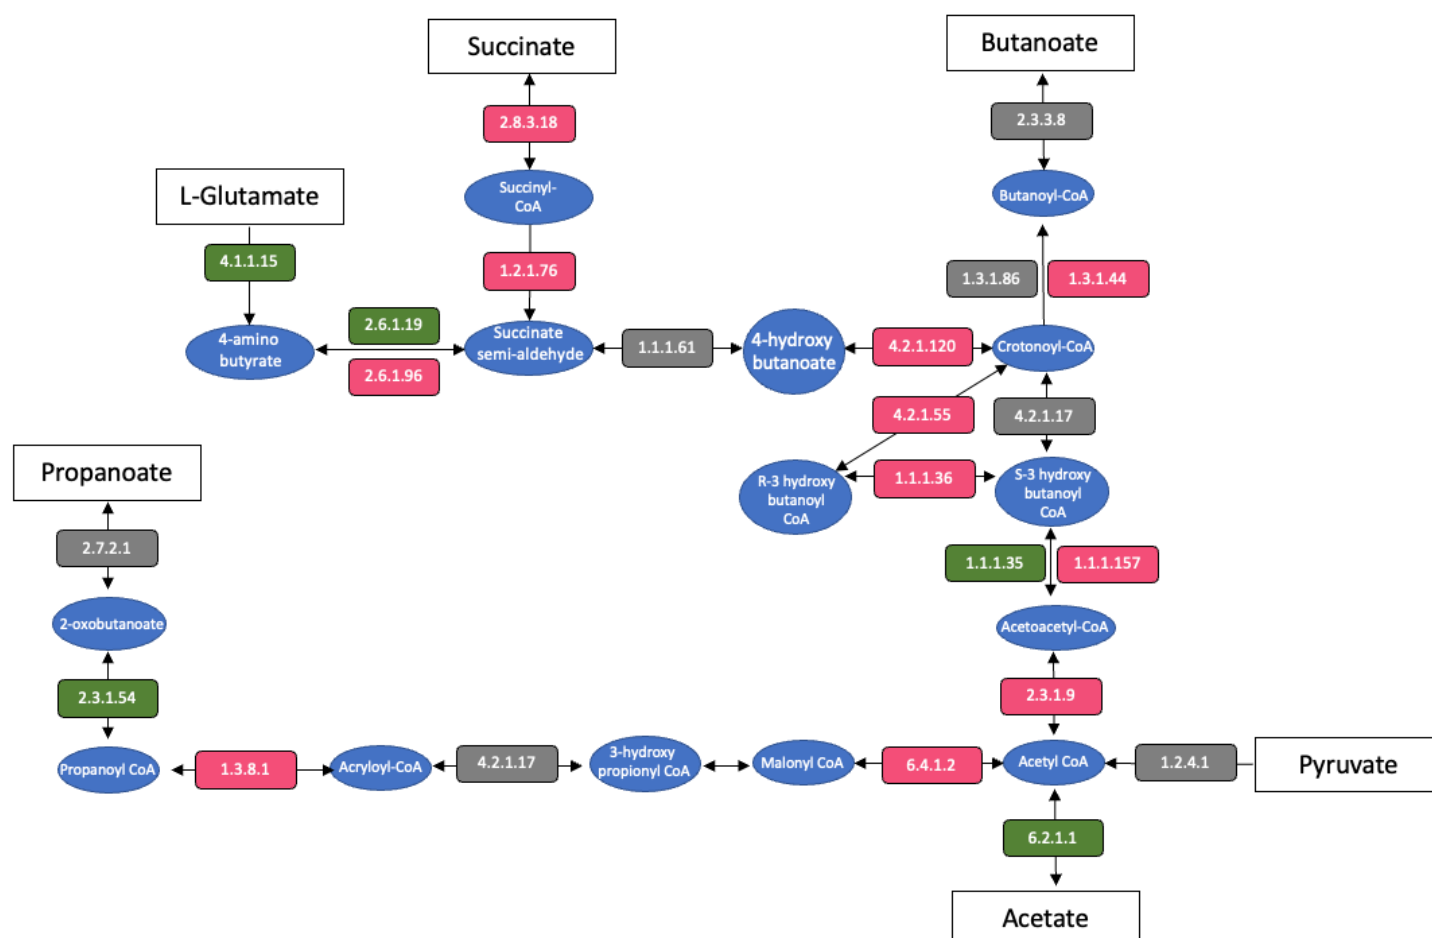 Succinate
Butanoate
2.8.3.18
2.3.3.8
L-Glutamate
Succinyl-
CoA
Butanoyl-CoA
4.1.1.15
1.2.1.76
1.3.1.86
1.3.1.44
2.6.1.19
4-amino
butyrate
Succinate
semi-aldehyde
1.1.1.61
4-hydroxy
butanoate
4.2.1.120
Crotonoyl-CoA
2.6.1.96
4.2.1.55
4.2.1.17
Propanoate
R-3 hydroxy
butanoyl
CoA
1.1.1.36
S-3 hydroxy
butanoyl
CoA
2.7.2.1
1.1.1.35
1.1.1.157
2-oxobutanoate
Acetoacetyl-CoA
2.3.1.54
2.3.1.9
Propanoyl CoA
1.3.8.1
Acryloyl-CoA
4.2.1.17
3-hydroxy
propionyl CoA
Malonyl CoA
6.4.1.2
Acetyl CoA
1.2.4.1
Pyruvate
6.2.1.1
Acetate